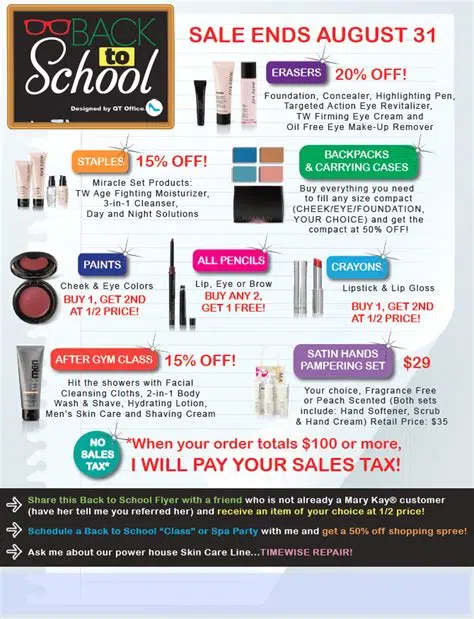 BACK
to
School
Designed by QT Office
SALE ENDS AUGUST 31
ERASERS 20% OFF!
Foundation, Concealer, Highlighting Pen,
Targeted Action Eye Revitalizer,
TW Firming Eye Cream and
Oil Free Eye Make-Up Remover
STAPLES 15% OFF!
Miracle Set Products:
TW Age Fighting Moisturizer,
3-in-1 Cleanser,
Day and Night Solutions
BACKPACKS
& CARRYING CASES
Buy everything you need
to fill any size compact
(CHEEK/EYE/FOUNDATION,
YOUR CHOICE) and get the
compact at 50% OFF!
PAINTS
Cheek & Eye Colors
BUY 1, GET 2ND
AT 1/2 PRICE!
ALL PENCILS
Lip, Eye or Brow
BUY ANY 2,
GET 1 FREE!
CRAYONS
Lipstick & Lip Gloss
BUY 1, GET 2ND
AT 1/2 PRICE!
AFTER GYM CLASS 15% OFF!
Hit the showers with Facial
Cleansing Cloths, 2-in-1 Body
Wash & Shave, Hydrating Lotion,
Men's Skin Care and Shaving Cream
men
SATIN HANDS
PAMPERING SET $29
Your choice, Fragrance Free
or Peach Scented (Both sets
include: Hand Softener, Scrub
& Hand Cream) Retail Price: $35
NO
SALES
TAX*
*When your order totals $100 or more,
I WILL PAY YOUR SALES TAX!
Share this Back to School Flyer with a friend who is not already a Mary Kay® customer
(have her tell me you referred her) and receive an item of your choice at 1/2 price!
Schedule a Back to School “Class” or Spa Party with me and get a 50% off shopping spree!
Ask me about our power house Skin Care Line...TIMEWISE REPAIR!